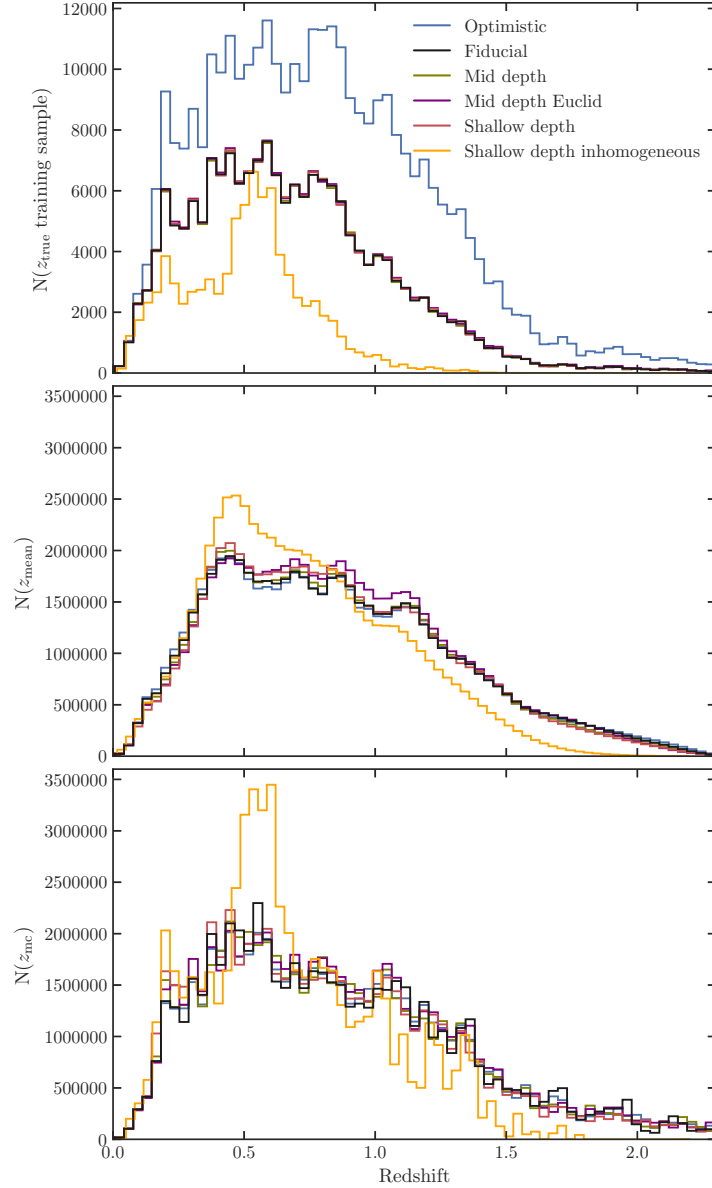 12000
10000
8000
6000
4000
2000
0
N(z_true training sample)
Optimistic
Fiducial
Mid depth
Mid depth Euclid
Shallow depth
Shallow depth inhomogeneous
3500000
3000000
2500000
2000000
1500000
1000000
500000
0
N(z_mean)
3500000
3000000
2500000
2000000
1500000
1000000
500000
0
N(z_mc)
0.0 0.5 1.0 1.5 2.0
Redshift